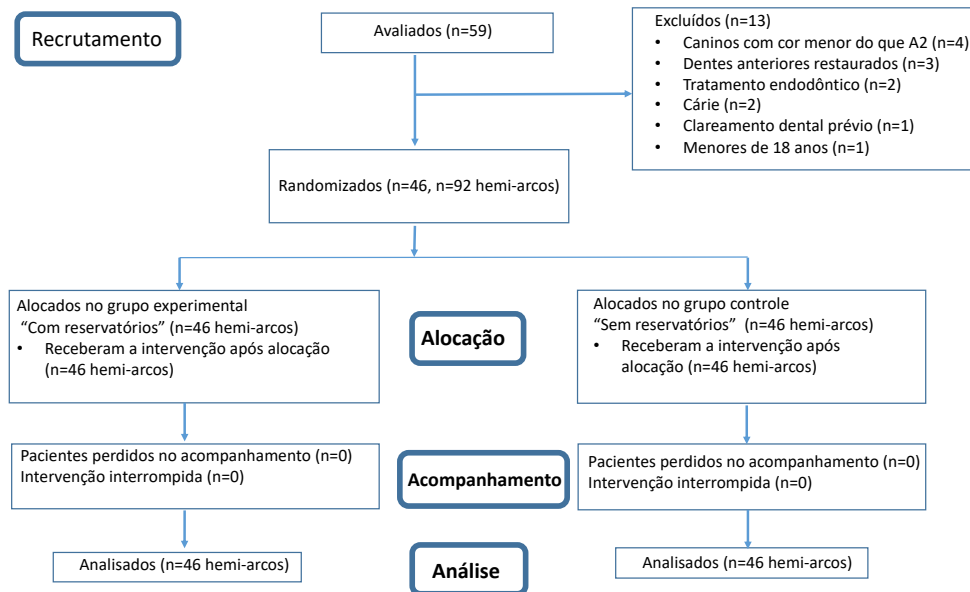 Recrutamento
Avaliados (n=59)
Excluídos (n=13)
• Caninos com cor menor do que A2 (n=4)
• Dentes anteriores restaurados (n=3)
• Tratamento endodôntico (n=2)
• Cárie (n=2)
• Clareamento dental prévio (n=1)
• Menores de 18 anos (n=1)
Randomizados (n=46, n=92 hemi-arcos)
Alocados no grupo experimental
“Com reservatórios” (n=46 hemi-arcos)
• Receberam a intervenção após alocação
(n=46 hemi-arcos)
Alocação
Alocados no grupo controle
“Sem reservatórios” (n=46 hemi-arcos)
• Receberam a intervenção após
alocação (n=46 hemi-arcos)
Pacientes perdidos no acompanhamento (n=0)
Intervenção interrompida (n=0)
Acompanhamento
Pacientes perdidos no acompanhamento (n=0)
Intervenção interrompida (n=0)
Analisados (n=46 hemi-arcos)
Análise
Analisados (n=46 hemi-arcos)